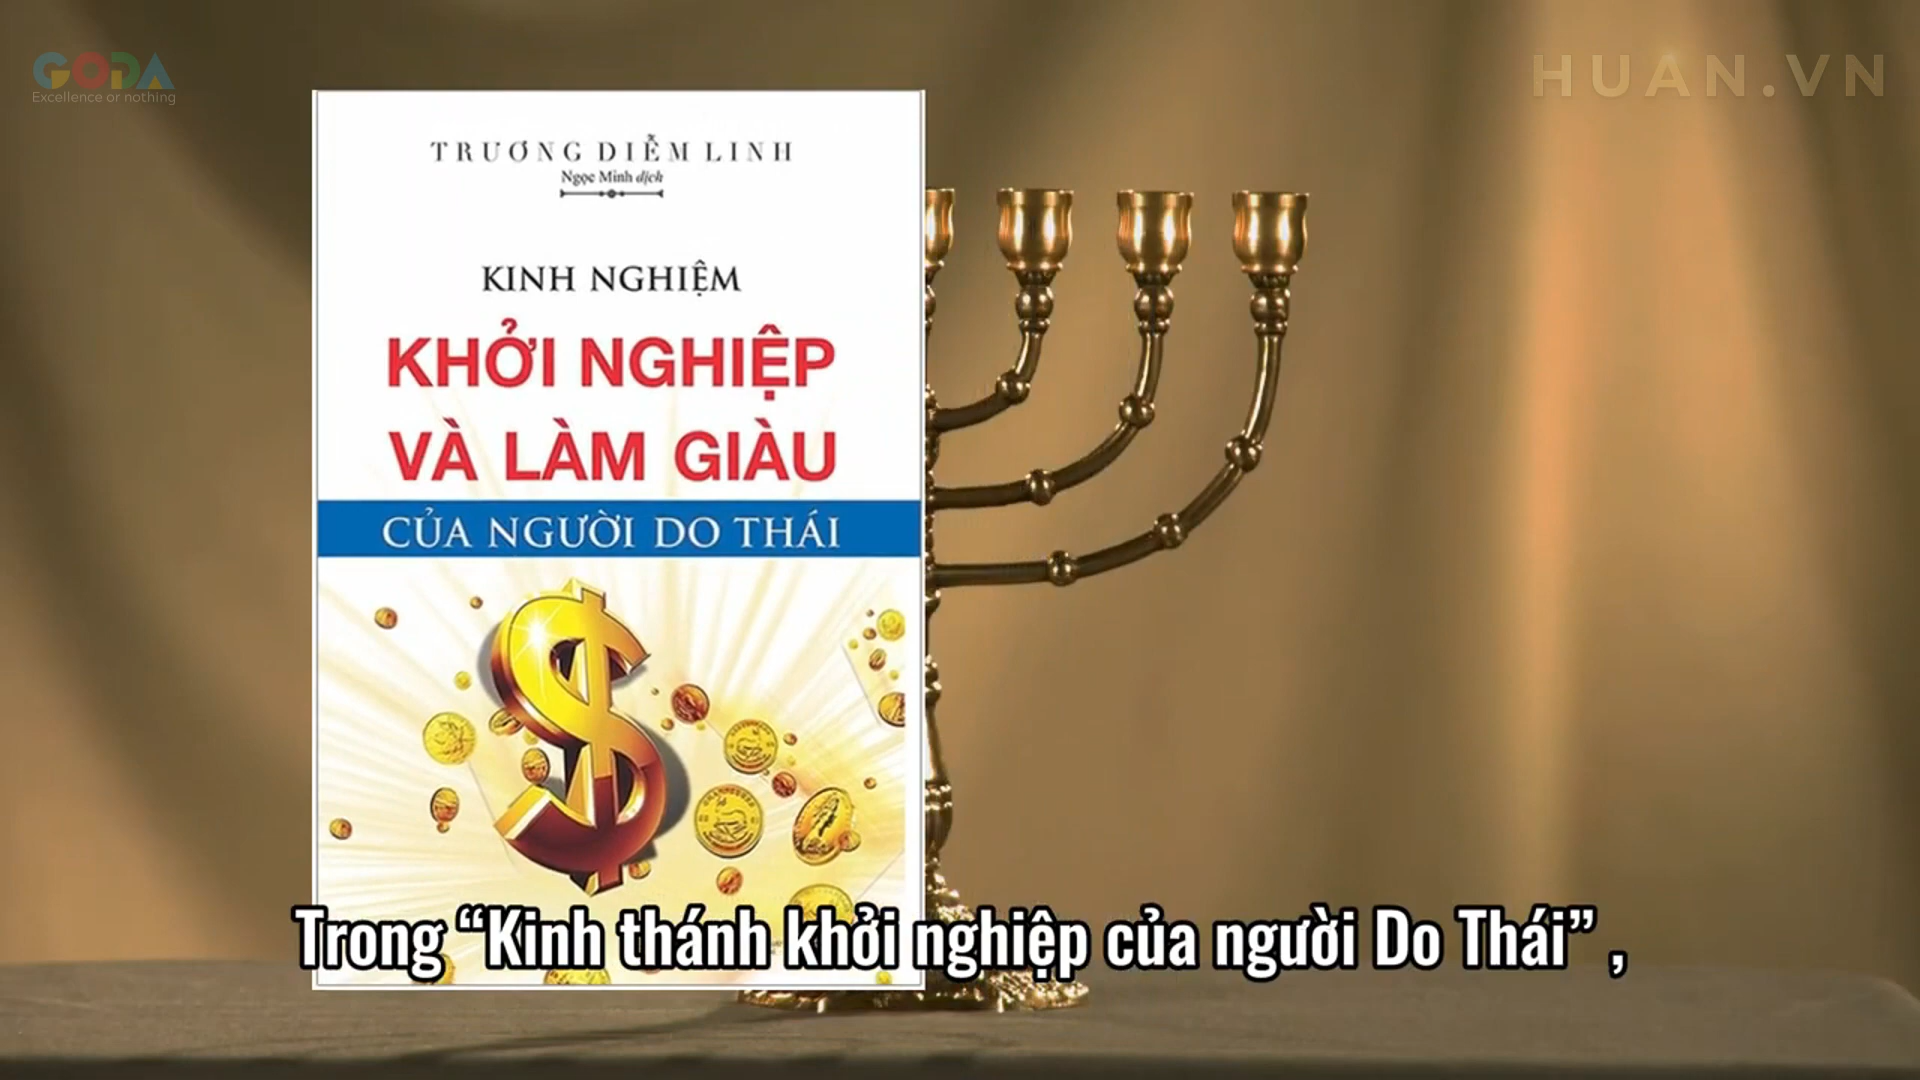 GODA
Excellence or nothing
HUAN.VN
TRƯƠNG DIỄM LINH
Ngọc Minh dịch
KINH NGHIỆM
KHỞI NGHIỆP
VÀ LÀM GIÀU
CỦA NGƯỜI DO THÁI
Trong “Kinh thánh khởi nghiệp của người Do Thái” ,